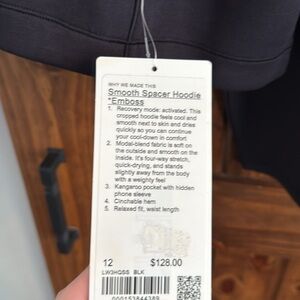 WHY WE MADE THIS
Smooth Spacer Hoodie
*Emboss
1. Recovery mode: activated. This
cropped hoodie feels cool and
smooth next to skin and dries
quickly so you can continue
your cool-down in comfort
2. Modal-blend fabric is soft on
the outside and smooth on the
inside. It's four-way stretch,
quick-drying, and stands
slightly away from the body
with a weighty feel
3. Kangaroo pocket with hidden
phone sleeve
4. Cinchable hem
5. Relaxed fit, waist length
12 $128.00
LW3HQSS BLK